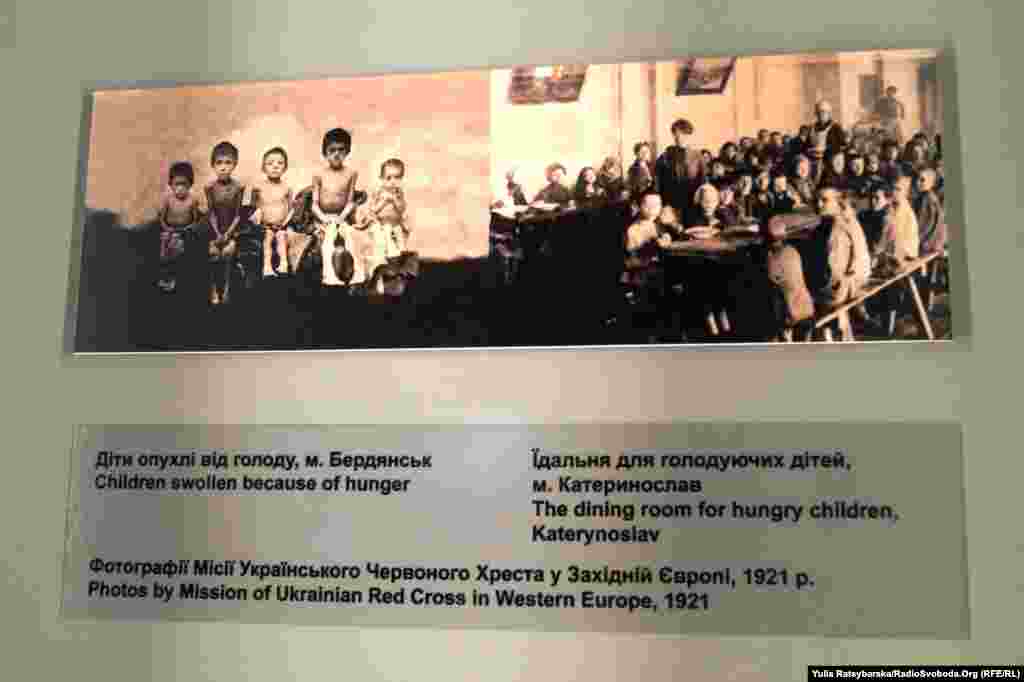 Діти опухлі від голоду, м. Бердянськ
Children swollen because of hunger
Їдальня для голодуючих дітей,
м. Катеринослав
The dining room for hungry children,
Katerynoslav
Фотографії Місії Українського Червоного Хреста у Західній Європі, 1921 р.
Photos by Mission of Ukrainian Red Cross in Western Europe, 1921
Yulia Ratsybarska/RadioSvoboda.Org (RFE/RL)